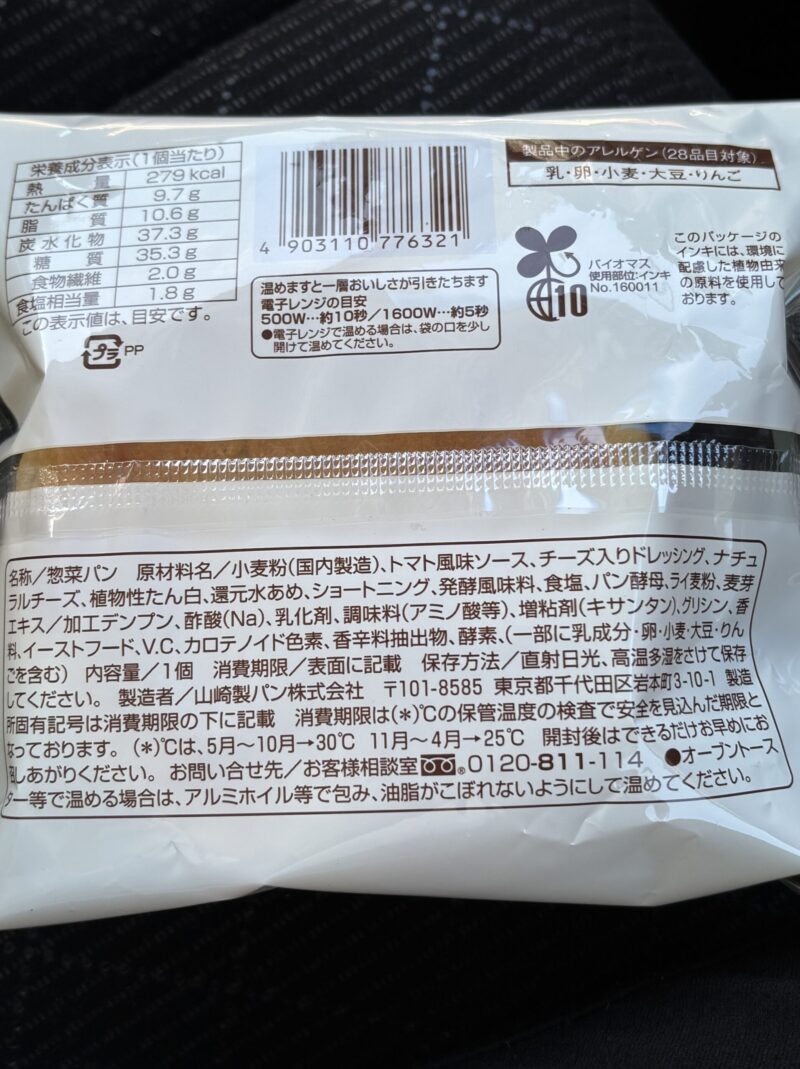 栄養成分表示(1個当たり)
熱量 279 kcal
たんぱく質 9.7 g
脂質 10.6 g
炭水化物 37.3 g
糖質 35.3 g
食物繊維 2.0 g
食塩相当量 1.8 g
この表示値は、目安です。
プラ PP
4 903110 776321
温めますと一層おいしさが引きたちます
電子レンジの目安
500W…約10秒/1600W…約5秒
●電子レンジで温める場合は、袋の口を少し
開けて温めてください。
製品中のアレルゲン(28品目対象)
乳・卵・小麦・大豆・りんご
バイオマス
使用部位:インキ
No.160011
10
このパッケージの
インキには、環境に
配慮した植物由来
の原料を使用して
おります。
名称/惣菜パン 原材料名/小麦粉(国内製造)、トマト風味ソース、チーズ入りドレッシング、ナチュ
ラルチーズ、植物性たん白、還元水あめ、ショートニング、発酵風味料、食塩、パン酵母、ライ麦粉、麦芽
エキス/加工デンプン、酢酸(Na)、乳化剤、調味料(アミノ酸等)、増粘剤(キサンタン)、グリシン、香
料、イーストフード、V.C、カロテノイド色素、香辛料抽出物、酵素、(一部に乳成分・卵・小麦・大豆・りん
ごを含む) 内容量/1個 消費期限/表面に記載 保存方法/直射日光、高温多湿をさけて保存
してください。 製造者/山崎製パン株式会社 〒101-8585 東京都千代田区岩本町3-10-1 製造
所固有記号は消費期限の下に記載 消費期限は(*)℃の保管温度の検査で安全を見込んだ期限と
なっております。(*)℃は、5月~10月→30℃ 11月~4月→25℃ 開封後はできるだけお早めにお
召しあがりください。 お問い合せ先/お客様相談室 0120-811-114 ●オーブントース
ター等で温める場合は、アルミホイル等で包み、油脂がこぼれないようにして温めてください。